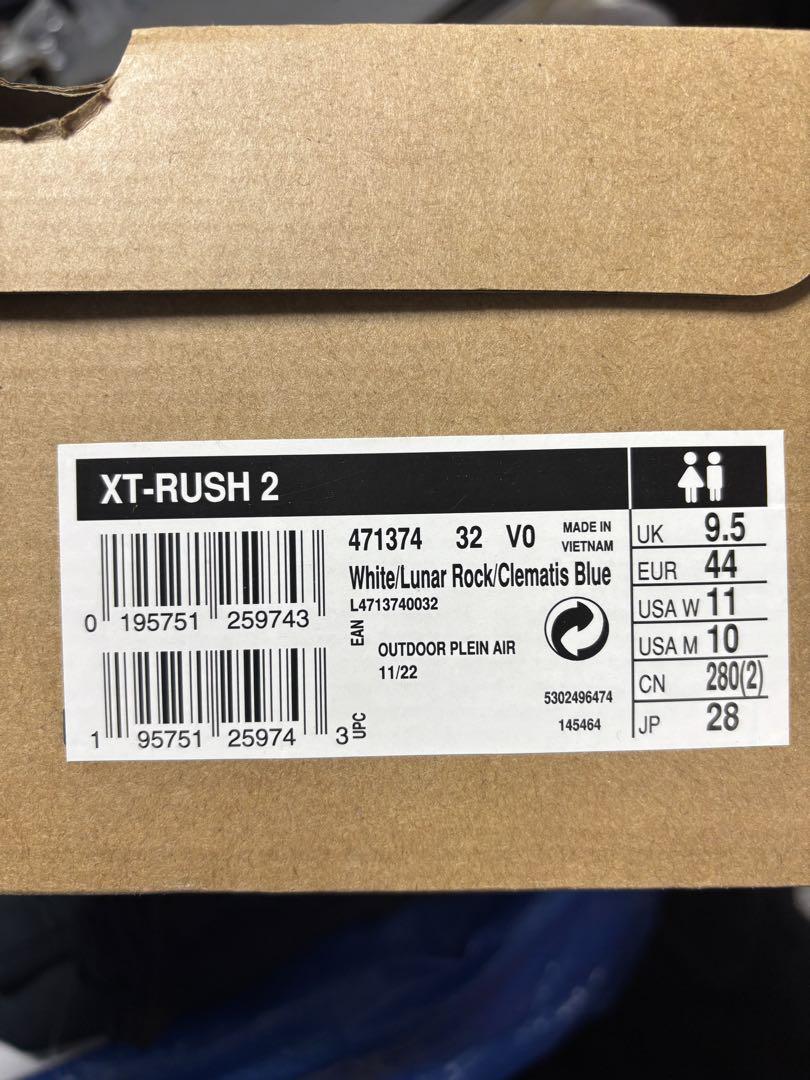 XT-RUSH 2
471374 32 V0 MADE IN VIETNAM
White/Lunar Rock/Clematis Blue
L4713740032
0 195751 259743
EAN
OUTDOOR PLEIN AIR
11/22
5302496474
145464
1 95751 25974 3
UPC
UK 9.5
EUR 44
USA W 11
USA M 10
CN 280(2)
JP 28